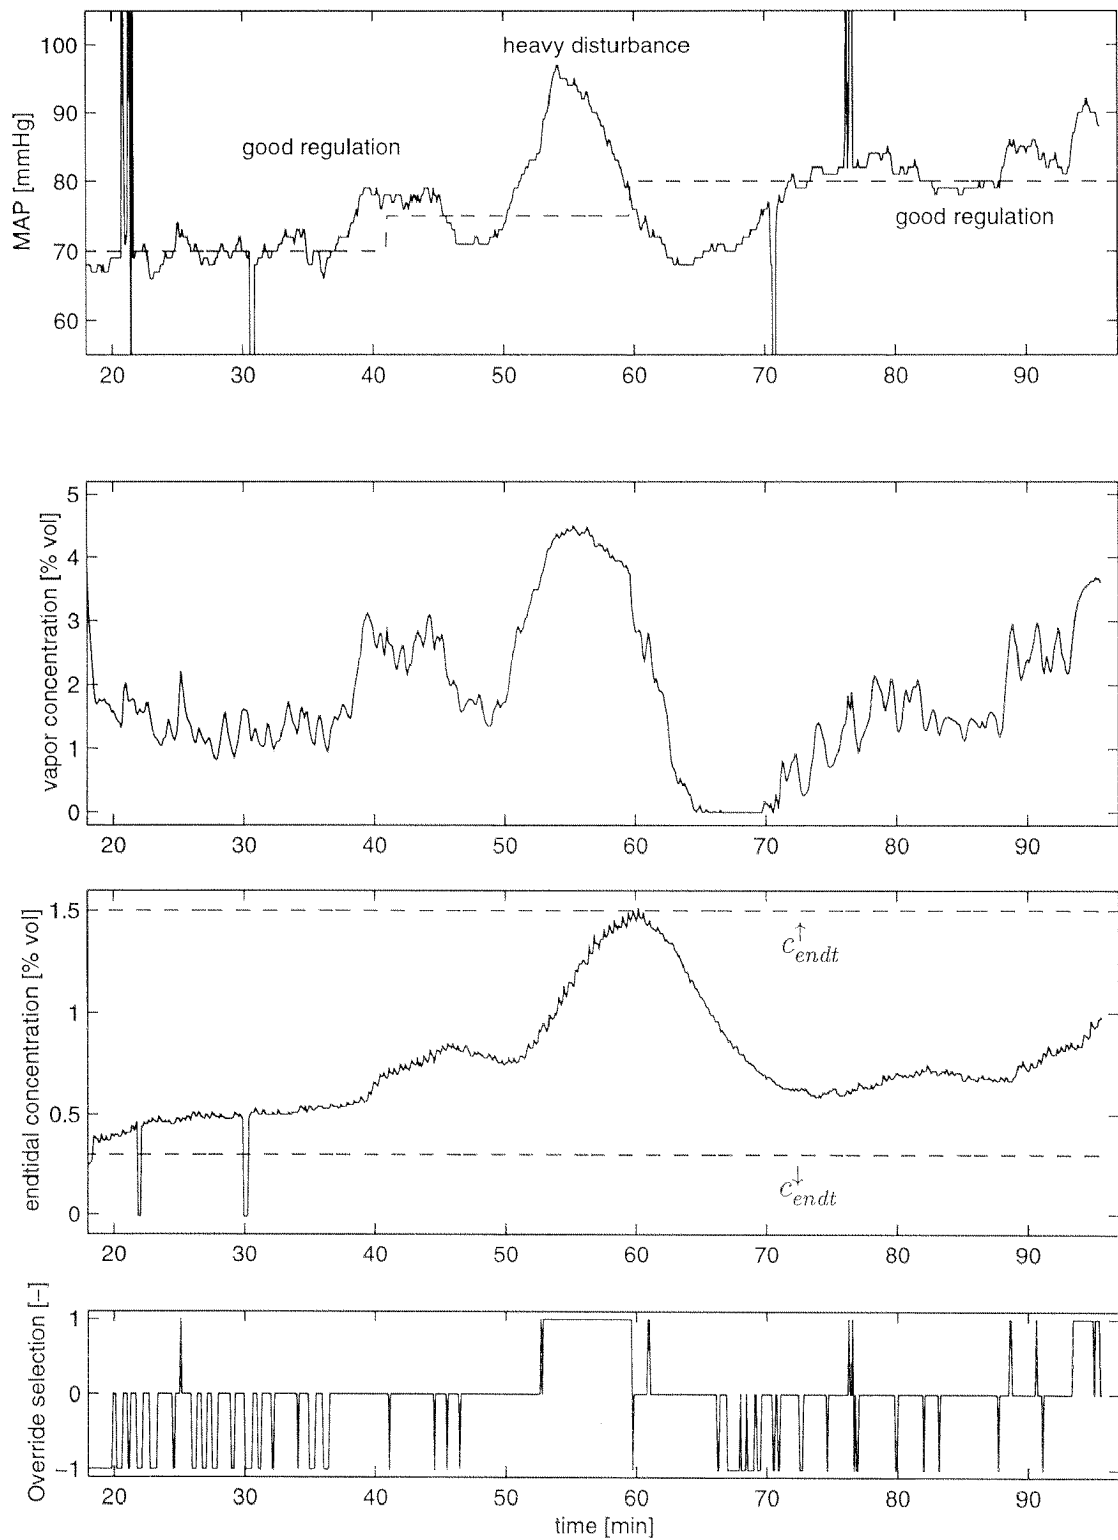 heavy disturbance
good regulation
good regulation
MAP [mmHg]
100
90
80
70
60
20 30 40 50 60 70 80 90
vapor concentration [% vol]
5
4
3
2
1
0
20 30 40 50 60 70 80 90
endtidal concentration [% vol]
1.5
1
0.5
0
c↑endt
c↓endt
20 30 40 50 60 70 80 90
Override selection [–]
1
0
–1
20 30 40 50 60 70 80 90
time [min]